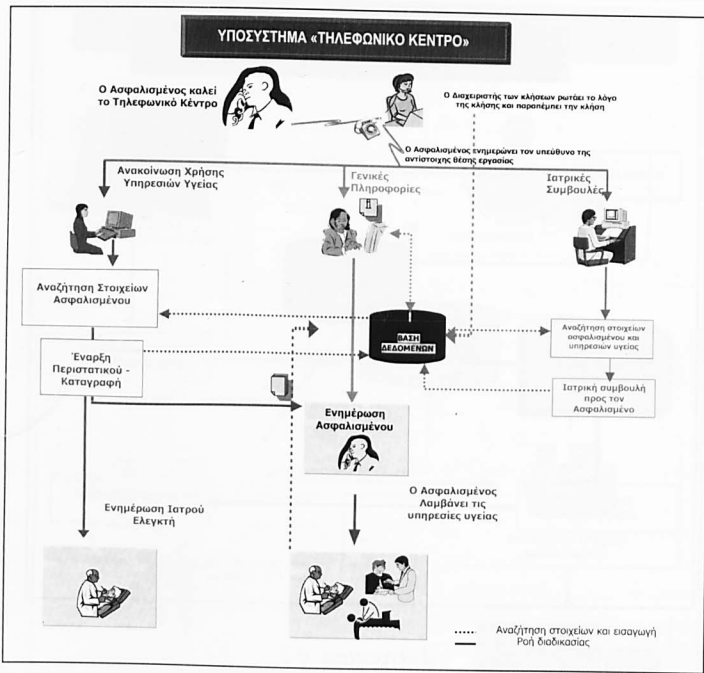 ΥΠΟΣΥΣΤΗΜΑ «ΤΗΛΕΦΩΝΙΚΟ ΚΕΝΤΡΟ»
Ο Ασφαλισμένος καλεί
το Τηλεφωνικό Κέντρο
Ο Διαχειριστής των κλήσεων ρωτάει το λόγο
της κλήσης και παραπέμπει την κλήση
Ο Ασφαλισμένος ενημερώνει τον υπεύθυνο της
αντίστοιχης θέσης εργασίας
Ανακοίνωση Χρήσης
Υπηρεσιών Υγείας
Γενικές
Πληροφορίες
Ιατρικές
Συμβουλές
i
Αναζήτηση Στοιχείων
Ασφαλισμένου
ΒΑΣΗ
ΔΕΔΟΜΕΝΩΝ
Αναζήτηση στοιχείων
ασφαλισμένου και
υπηρεσιών υγείας
Έναρξη
Περιστατικού -
Καταγραφή
Ιατρική συμβουλή
προς τον
Ασφαλισμένο
Ενημέρωση
Ασφαλισμένου
Ενημέρωση Ιατρού
Ελεγκτή
Ο Ασφαλισμένος
Λαμβάνει τις
υπηρεσίες υγείας
Αναζήτηση στοιχείων και εισαγωγή
Ροή διαδικασίας